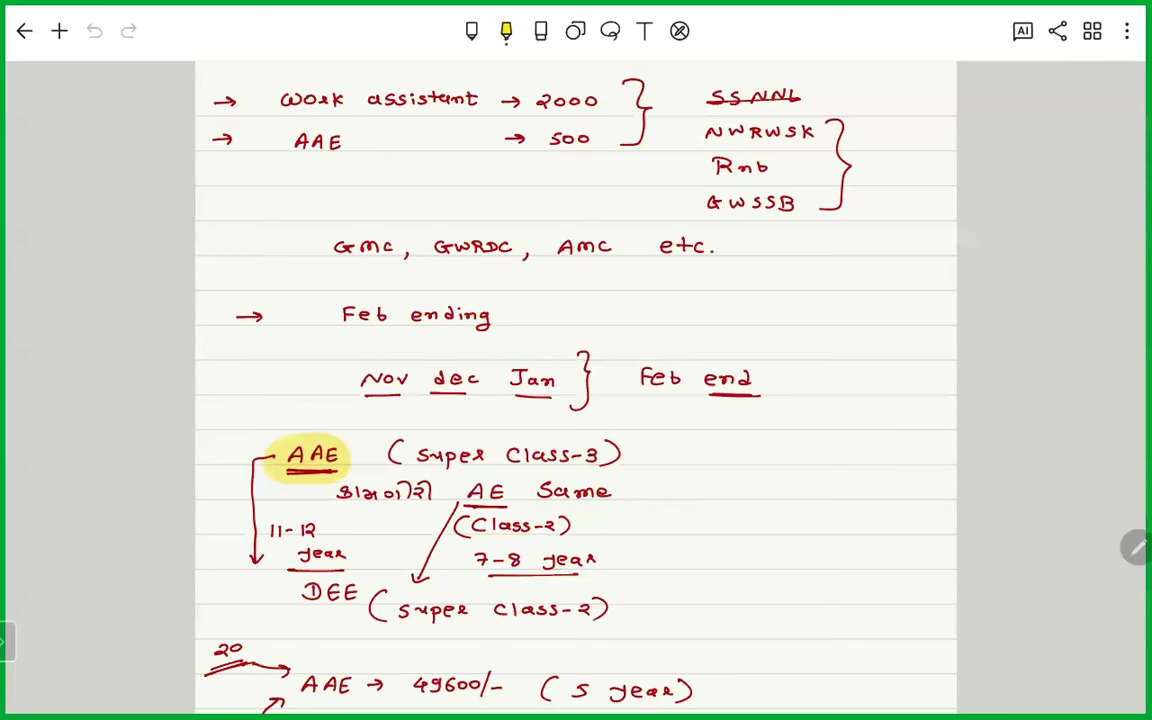 AI
→ Work assistant → 2000
SSNNL
→ AAE → 500
NWRWSK
Rnb
GWSSB
GMC, GWRDC, AMC etc.
→ Feb ending
Nov dec Jan } Feb end
AAE (super Class-3)
કામગીરી AE Same
(Class-2)
11-12 year
7-8 year
DEE (super Class-2)
20
AAE → 49600/- (5 year)